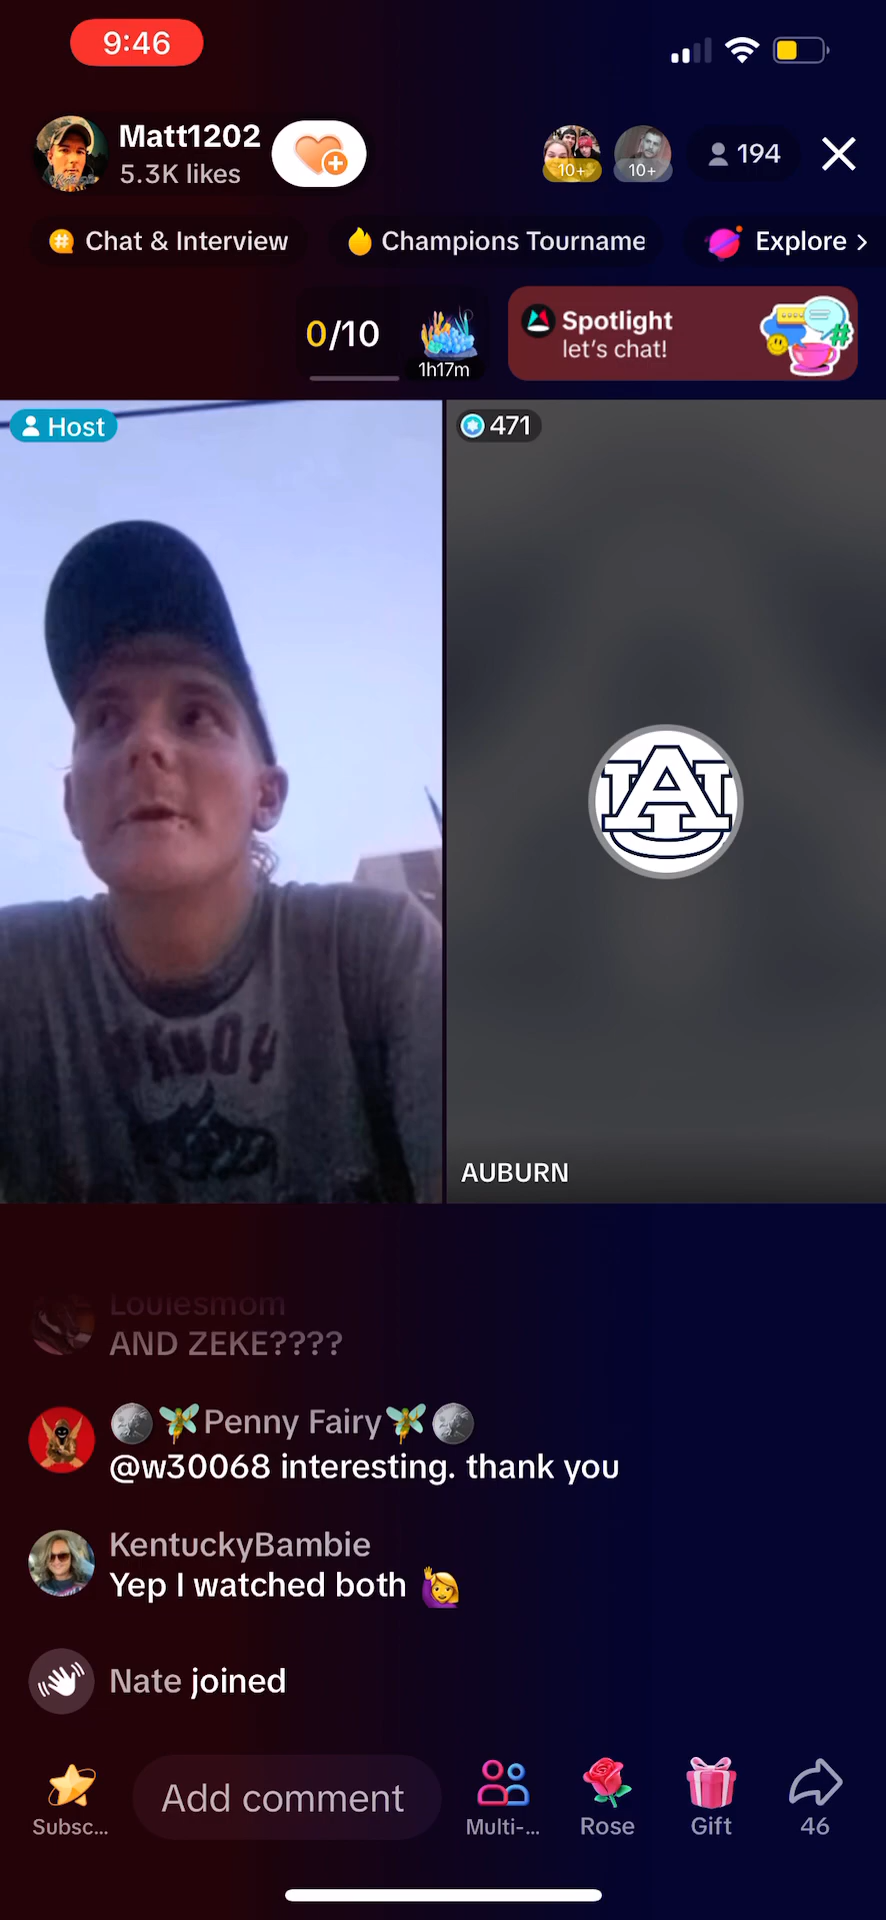 9:46
Matt1202
5.3K likes
10+
10+
194
Chat & Interview
Champions Tourname
Explore >
0/10
1h17m
Spotlight
let's chat!
Host
471
AU
AUBURN
Louiesmom
AND ZEKE????
Penny Fairy
@w30068 interesting. thank you
KentuckyBambie
Yep I watched both 🙋‍♀️
Nate joined
Subsc...
Add comment
Multi-...
Rose
Gift
46